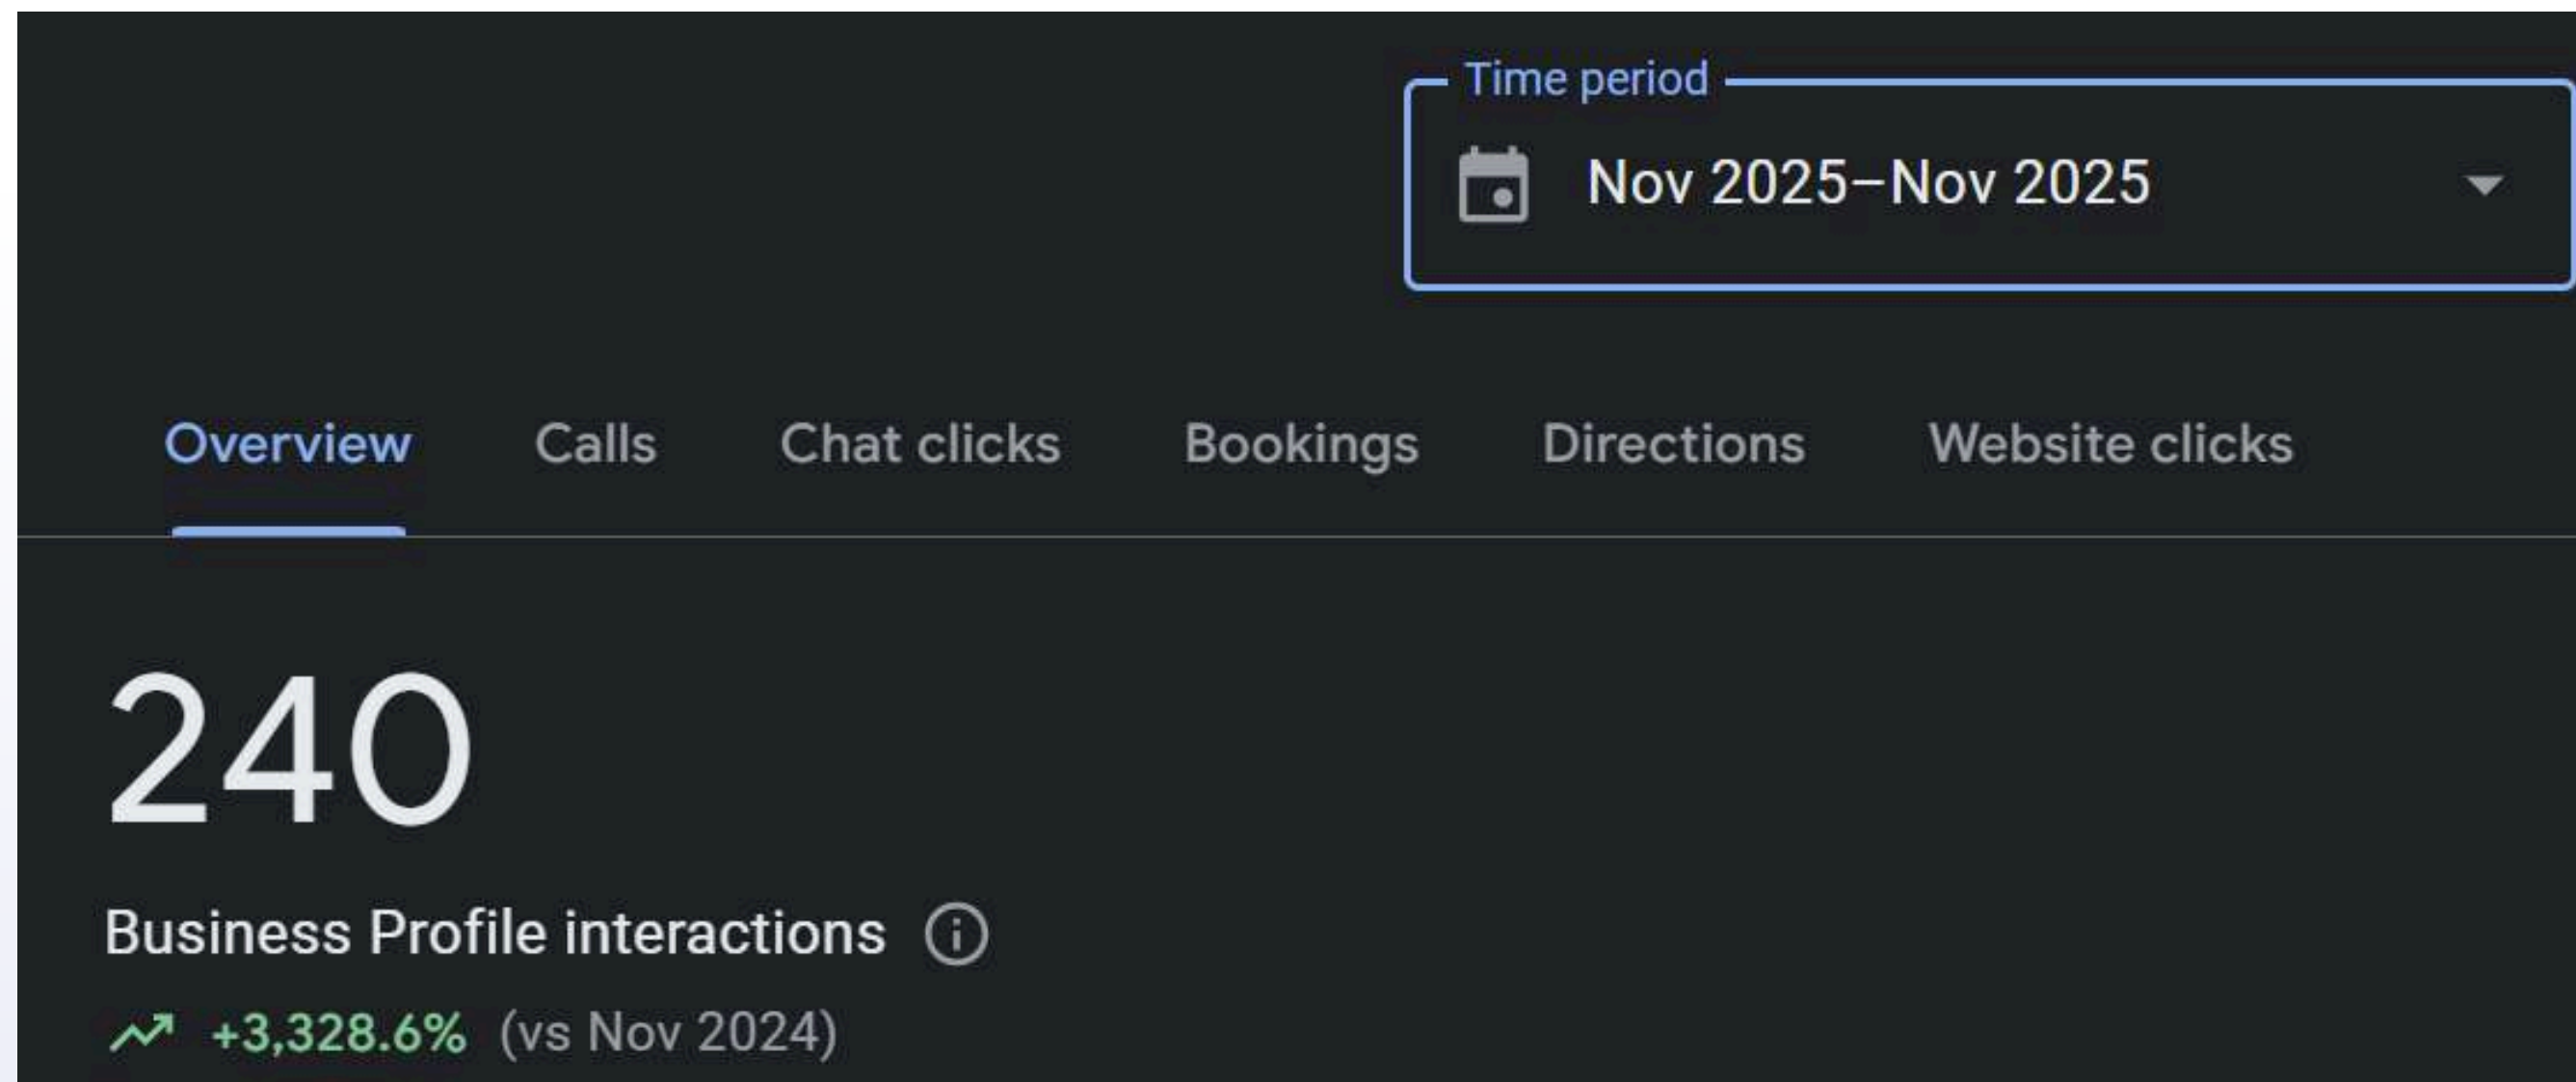 Time period
Nov 2025–Nov 2025
Overview Calls Chat clicks Bookings Directions Website clicks
240
Business Profile interactions
+3,328.6% (vs Nov 2024)